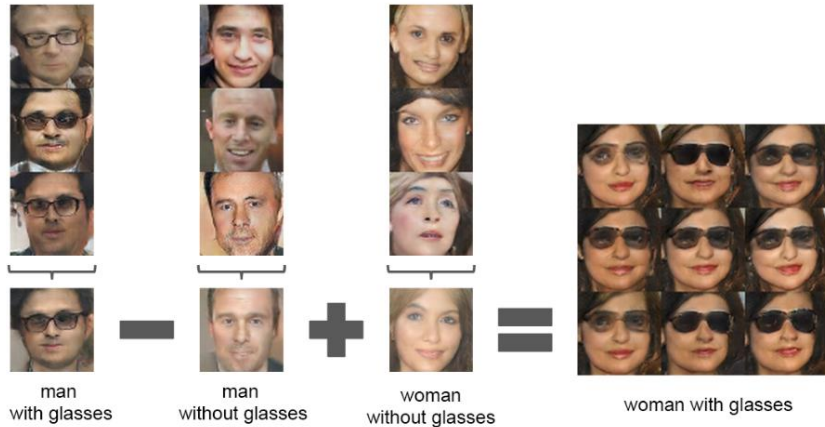 man
with glasses
man
without glasses
woman
without glasses
woman with glasses